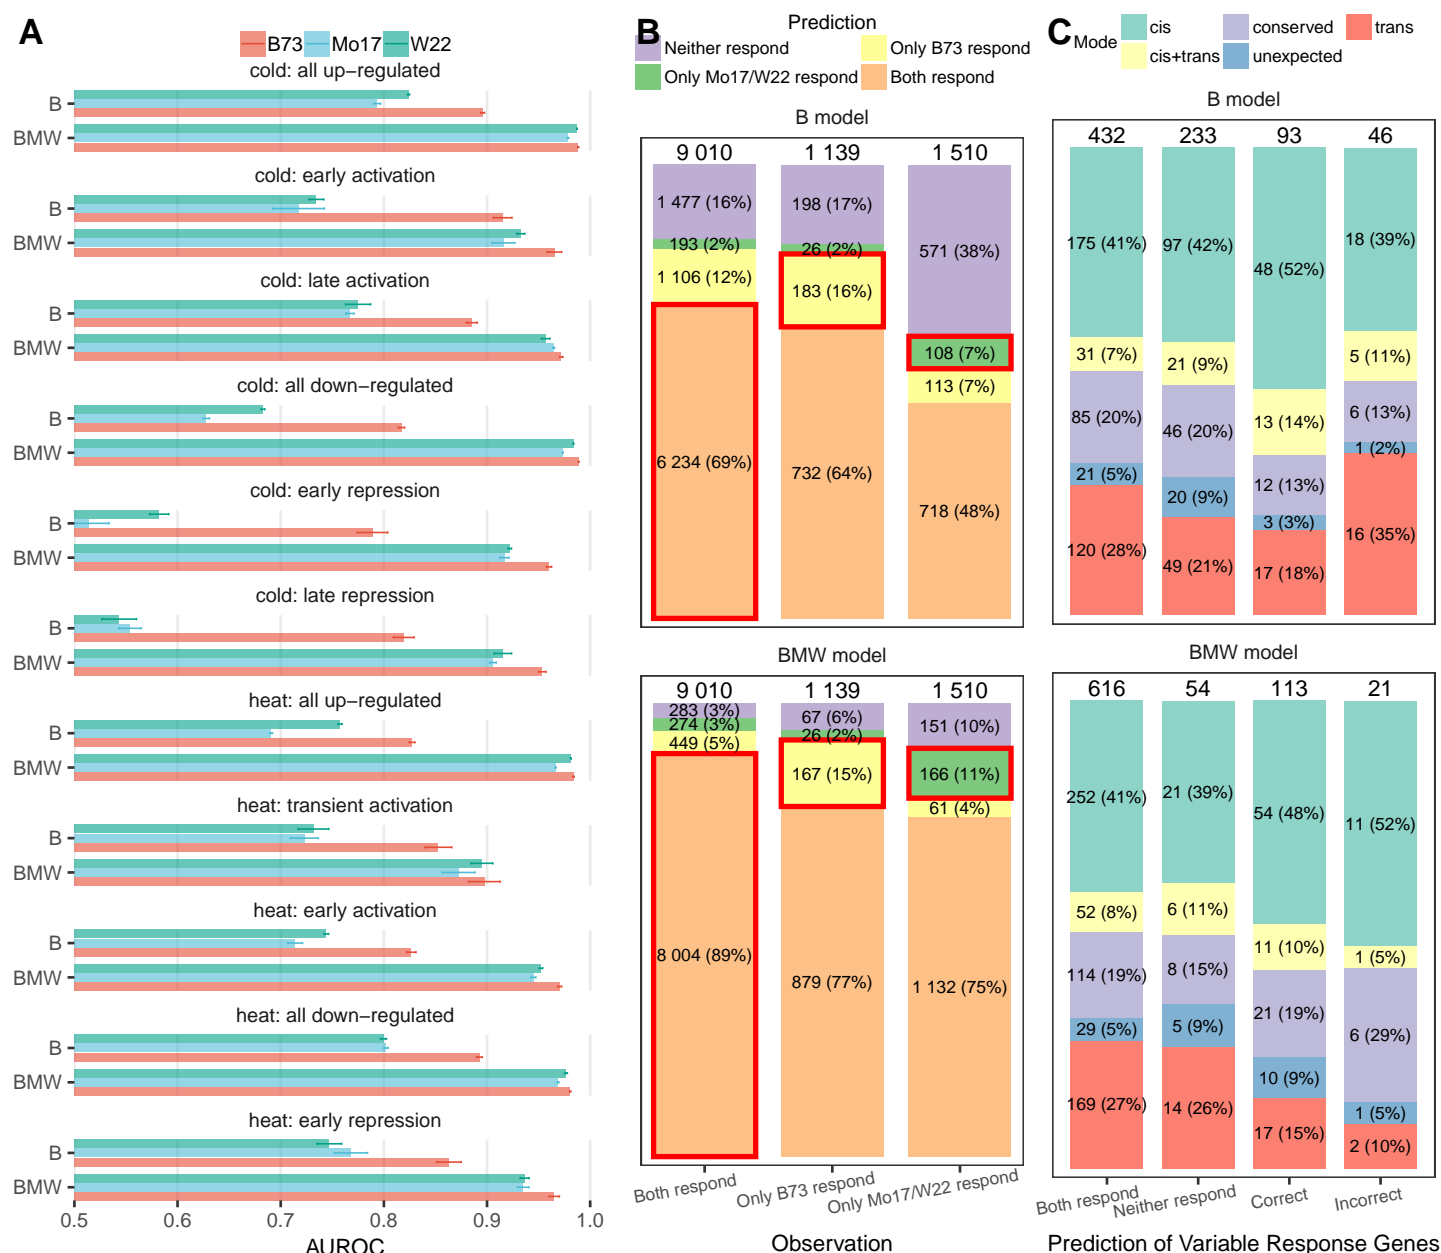 A
B73 Mo17 W22
cold: all up−regulated
B
BMW
cold: early activation
B
BMW
cold: late activation
B
BMW
cold: all down−regulated
B
BMW
cold: early repression
B
BMW
cold: late repression
B
BMW
heat: all up−regulated
B
BMW
heat: transient activation
B
BMW
heat: early activation
B
BMW
heat: all down−regulated
B
BMW
heat: early repression
B
BMW
0.5 0.6 0.7 0.8 0.9 1.0
AUROC
B
Prediction
Neither respond Only B73 respond
Only Mo17/W22 respond Both respond
B model
9 010 1 139 1 510
1 477 (16%) 198 (17%) 571 (38%)
193 (2%) 26 (2%) 108 (7%)
1 106 (12%) 183 (16%) 113 (7%)
6 234 (69%) 732 (64%) 718 (48%)
BMW model
9 010 1 139 1 510
283 (3%) 67 (6%) 151 (10%)
274 (3%) 26 (2%) 166 (11%)
449 (5%) 167 (15%) 61 (4%)
8 004 (89%) 879 (77%) 1 132 (75%)
Both respond Only B73 respond Only Mo17/W22 respond
Observation
C
Mode
cis conserved trans
cis+trans unexpected
B model
432 233 93 46
175 (41%) 97 (42%) 48 (52%) 18 (39%)
31 (7%) 21 (9%) 13 (14%) 5 (11%)
85 (20%) 46 (20%) 12 (13%) 6 (13%)
21 (5%) 20 (9%) 3 (3%) 1 (2%)
120 (28%) 49 (21%) 17 (18%) 16 (35%)
BMW model
616 54 113 21
252 (41%) 21 (39%) 54 (48%) 11 (52%)
52 (8%) 6 (11%) 11 (10%) 1 (5%)
114 (19%) 8 (15%) 21 (19%) 6 (29%)
29 (5%) 5 (9%) 10 (9%) 1 (5%)
169 (27%) 14 (26%) 17 (15%) 2 (10%)
Both respond Neither respond Correct Incorrect
Prediction of Variable Response Genes